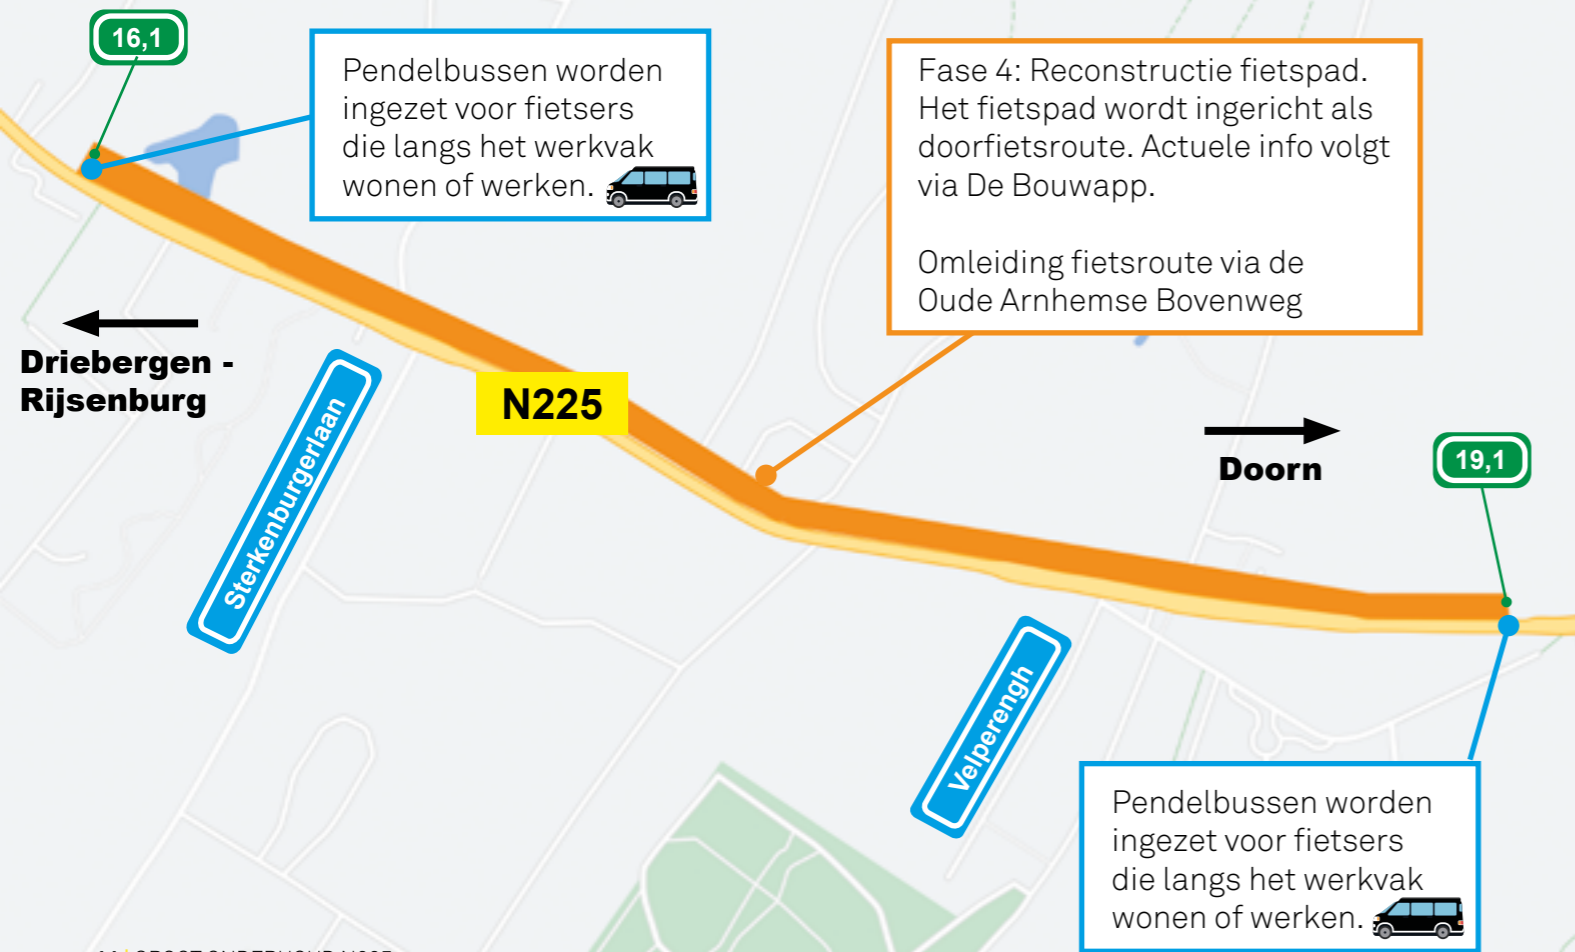 16,1
Pendelbussen worden
ingezet voor fietsers
die langs het werkvak
wonen of werken.
Fase 4: Reconstructie fietspad.
Het fietspad wordt ingericht als
doorfietsroute. Actuele info volgt
via De Bouwapp.
Omleiding fietsroute via de
Oude Arnhemse Bovenweg
Driebergen -
Rijsenburg
Sterkenburgerlaan
N225
Doorn
19,1
Velperengh
Pendelbussen worden
ingezet voor fietsers
die langs het werkvak
wonen of werken.